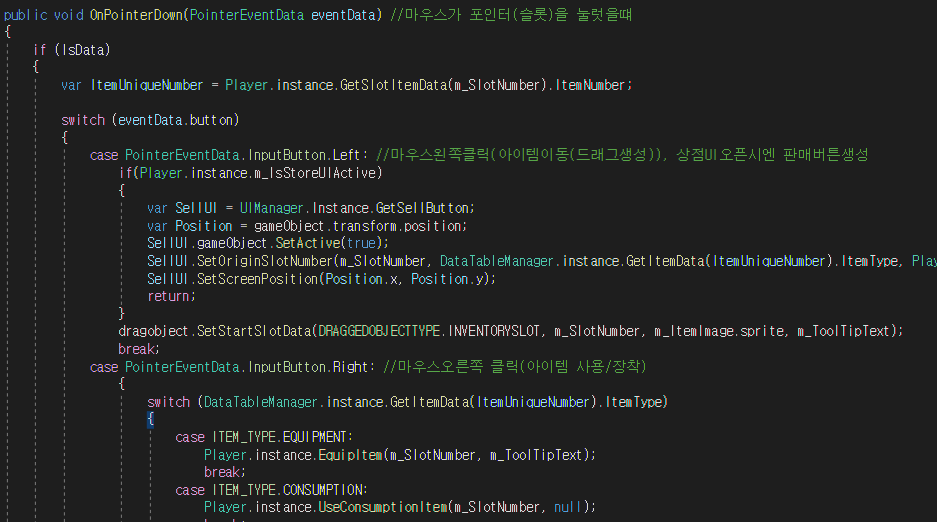 public void OnPointerDown(PointerEventData eventData) //마우스가 포인터(슬롯)을 눌럿을떄
{
if (IsData)
{
var ItemUniqueNumber = Player.instance.GetSlotItemData(m_SlotNumber).ItemNumber;
switch (eventData.button)
{
case PointerEventData.InputButton.Left: //마우스왼쪽클릭(아이템이동(드래그생성)), 상점UI오픈시엔 판매버튼생성
if(Player.instance.m_IsStoreUIActive)
{
var SellUI = UIManager.Instance.GetSellButton;
var Position = gameObject.transform.position;
SellUI.gameObject.SetActive(true);
SellUI.SetOriginSlotNumber(m_SlotNumber, DataTableManager.instance.GetItemData(ItemUniqueNumber).ItemType, Play
SellUI.SetScreenPosition(Position.x, Position.y);
return;
}
dragobject.SetStartSlotData(DRAGGEDOBJECTTYPE.INVENTORYSLOT, m_SlotNumber, m_ItemImage.sprite, m_ToolTipText);
break;
case PointerEventData.InputButton.Right: //마우스오른쪽 클릭(아이템 사용/장착)
{
switch (DataTableManager.instance.GetItemData(ItemUniqueNumber).ItemType)
{
case ITEM_TYPE.EQUIPMENT:
Player.instance.EquipItem(m_SlotNumber, m_ToolTipText);
break;
case ITEM_TYPE.CONSUMPTION:
Player.instance.UseConsumptionItem(m_SlotNumber, null);